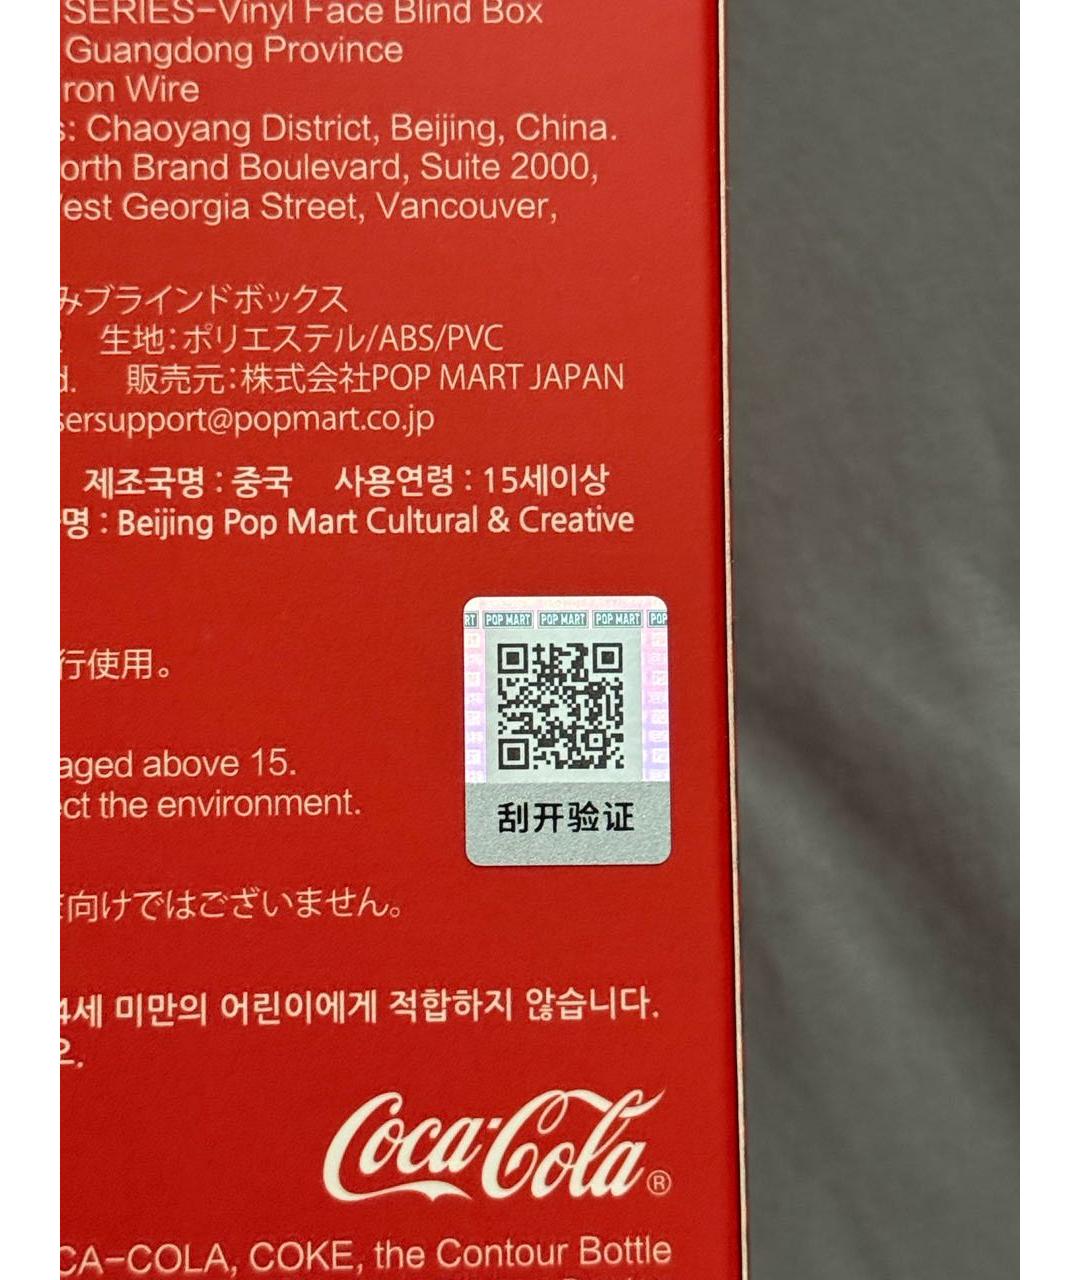 SERIES-Vinyl Face Blind Box
Guangdong Province
ron Wire
s: Chaoyang District, Beijing, China.
orth Brand Boulevard, Suite 2000,
est Georgia Street, Vancouver,
みブラインドボックス
生地:ポリエステル/ABS/PVC
d. 販売元:株式会社POP MART JAPAN
sersupport@popmart.co.jp
제조국명 : 중국 사용연령 : 15세이상
명 : Beijing Pop Mart Cultural & Creative
RT POP MART POP MART POP MART POP
行使用。
aged above 15.
ect the environment.
刮开验证
向けではございません。
4세 미만의 어린이에게 적합하지 않습니다.
오.
Coca-Cola®
CA-COLA, COKE, the Contour Bottle